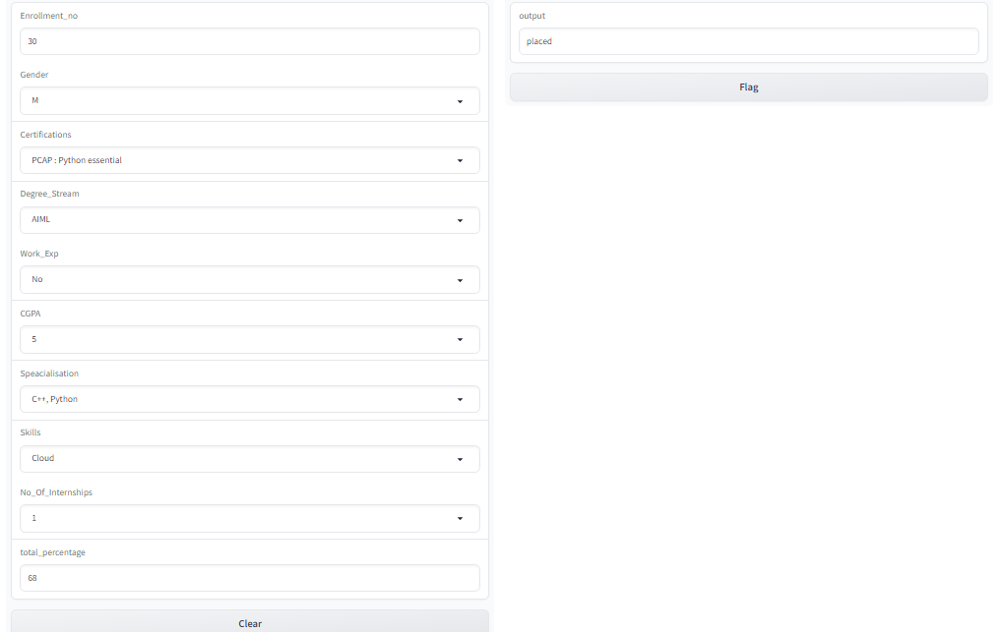 Enrollment_no
30
Gender
M
Certifications
PCAP : Python essential
Degree_Stream
AIML
Work_Exp
No
CGPA
5
Speacialisation
C++, Python
Skills
Cloud
No_Of_Internships
1
total_percentage
68
Clear
output
placed
Flag